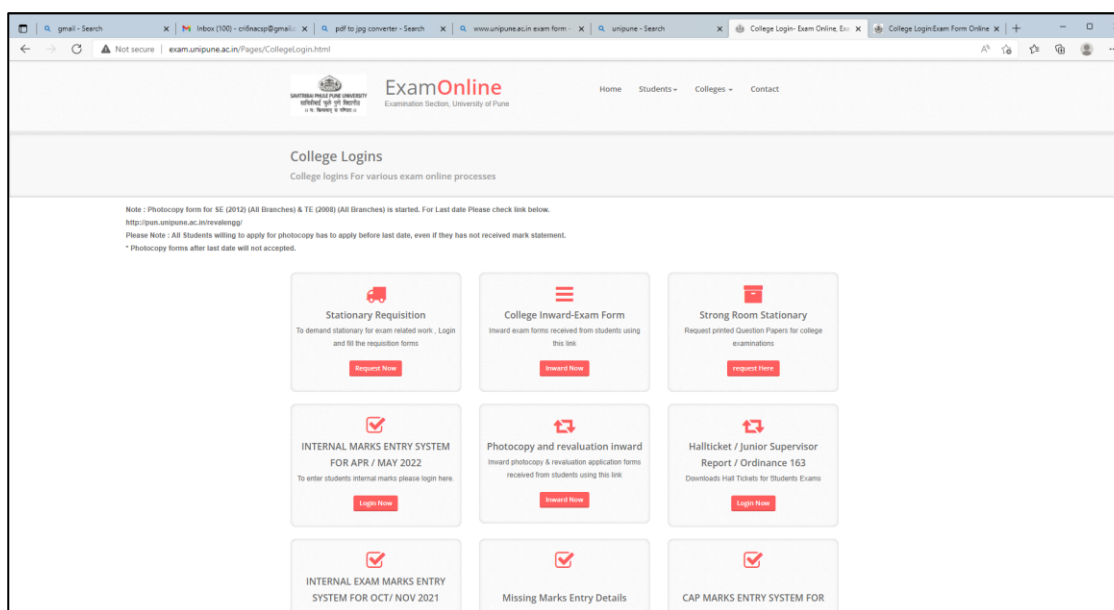 gmail - Search
Inbox (100) - cr6nacsp@gmail.c
pdf to jpg converter - Search
www.unipune.ac.in exam form -
unipune - Search
College Login- Exam Online, Exa
College Login:Exam Form Online
Not secure | exam.unipune.ac.in/Pages/CollegeLogin.html
SAVITRIBAI PHULE PUNE UNIVERSITY
सावित्रीबाई फुले पुणे विद्यापीठ
ExamOnline
Examination Section, University of Pune
Home Students Colleges Contact
College Logins
College logins For various exam online processes
Note : Photocopy form for SE (2012) (All Branches) & TE (2008) (All Branches) is started. For Last date Please check link below.
http://pun.unipune.ac.in/revalengg/
Please Note : All Students willing to apply for photocopy has to apply before last date, even if they has not received mark statement.
* Photocopy forms after last date will not accepted.
Stationary Requisition
To demand stationary for exam related work , Login
and fill the requisition forms
Request Now
College Inward-Exam Form
Inward exam forms received from students using
this link
Inward Now
Strong Room Stationary
Request printed Question Papers for college
examinations
request Here
INTERNAL MARKS ENTRY SYSTEM
FOR APR / MAY 2022
To enter students internal marks please login here.
Login Now
Photocopy and revaluation inward
Inward photocopy & revaluation application forms
received from students using this link
Inward Now
Hallticket / Junior Supervisor
Report / Ordinance 163
Downloads Hall Tickets for Students Exams
Login Now
INTERNAL EXAM MARKS ENTRY
SYSTEM FOR OCT/ NOV 2021
Missing Marks Entry Details
CAP MARKS ENTRY SYSTEM FOR